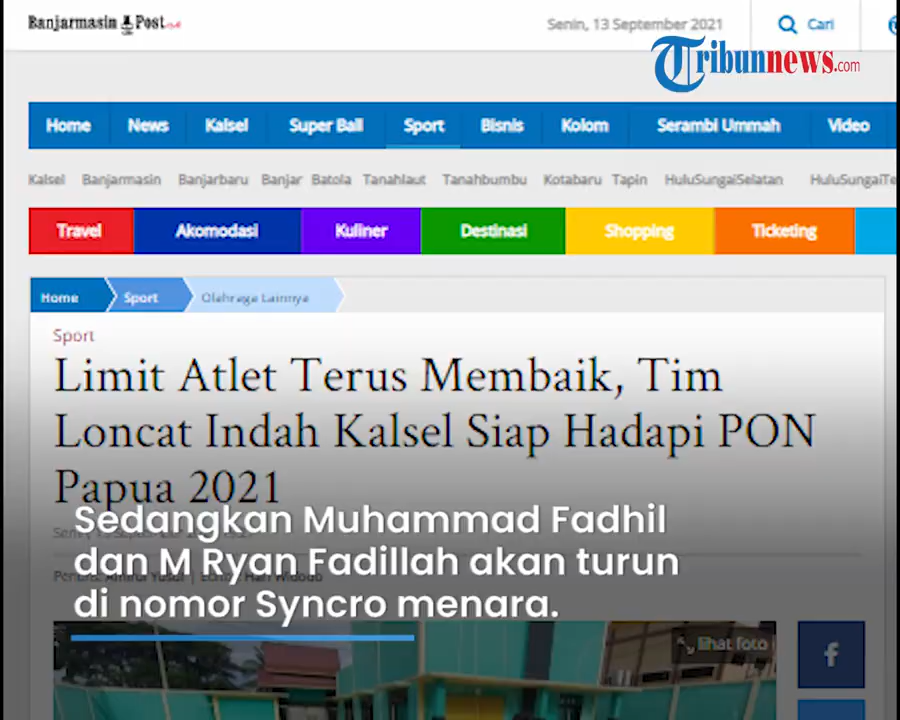 Banjarmasin Post
Senin, 13 September 2021
Cari
Tribunnews.com
Home News Kalsel Super Ball Sport Bisnis Kolom Serambi Ummah Video
Kalsel Banjarmasin Banjarbaru Banjar Batola Tanahlaut Tanahbumbu Kotabaru Tapin HuluSungaiSelatan HuluSungaiTe
Travel Akomodasi Kuliner Destinasi Shopping Ticketing
Home Sport Olahraga Lainnya
Sport
Limit Atlet Terus Membaik, Tim
Loncat Indah Kalsel Siap Hadapi PON
Papua 2021
Sedangkan Muhammad Fadhil
dan M Ryan Fadillah akan turun
di nomor Syncro menara.
lihat foto